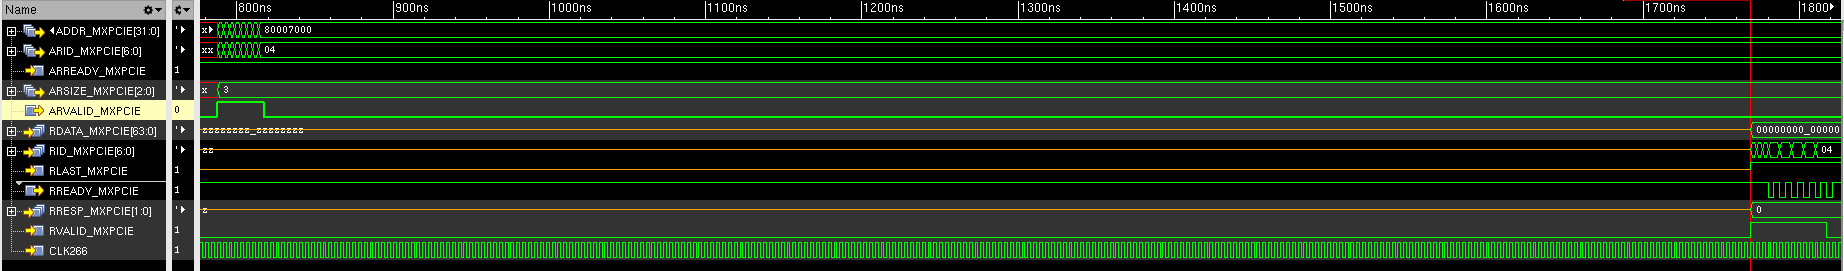 Name 800ns 900ns 1000ns 1100ns 1200ns 1300ns 1400ns 1500ns 1600ns 1700ns 1800
ADDR_MXPCIE[31:0] ' x 80007000
ARID_MXPCIE[6:0] ' xx 04
ARREADY_MXPCIE 1
ARSIZE_MXPCIE[2:0] ' x 3
ARVALID_MXPCIE 0
RDATA_MXPCIE[63:0] ' zzzzzzzz_zzzzzzzz 00000000_00000
RID_MXPCIE[6:0] ' zz 04
RLAST_MXPCIE 1
RREADY_MXPCIE 1
RRESP_MXPCIE[1:0] ' z 0
RVALID_MXPCIE 1
CLK266 1